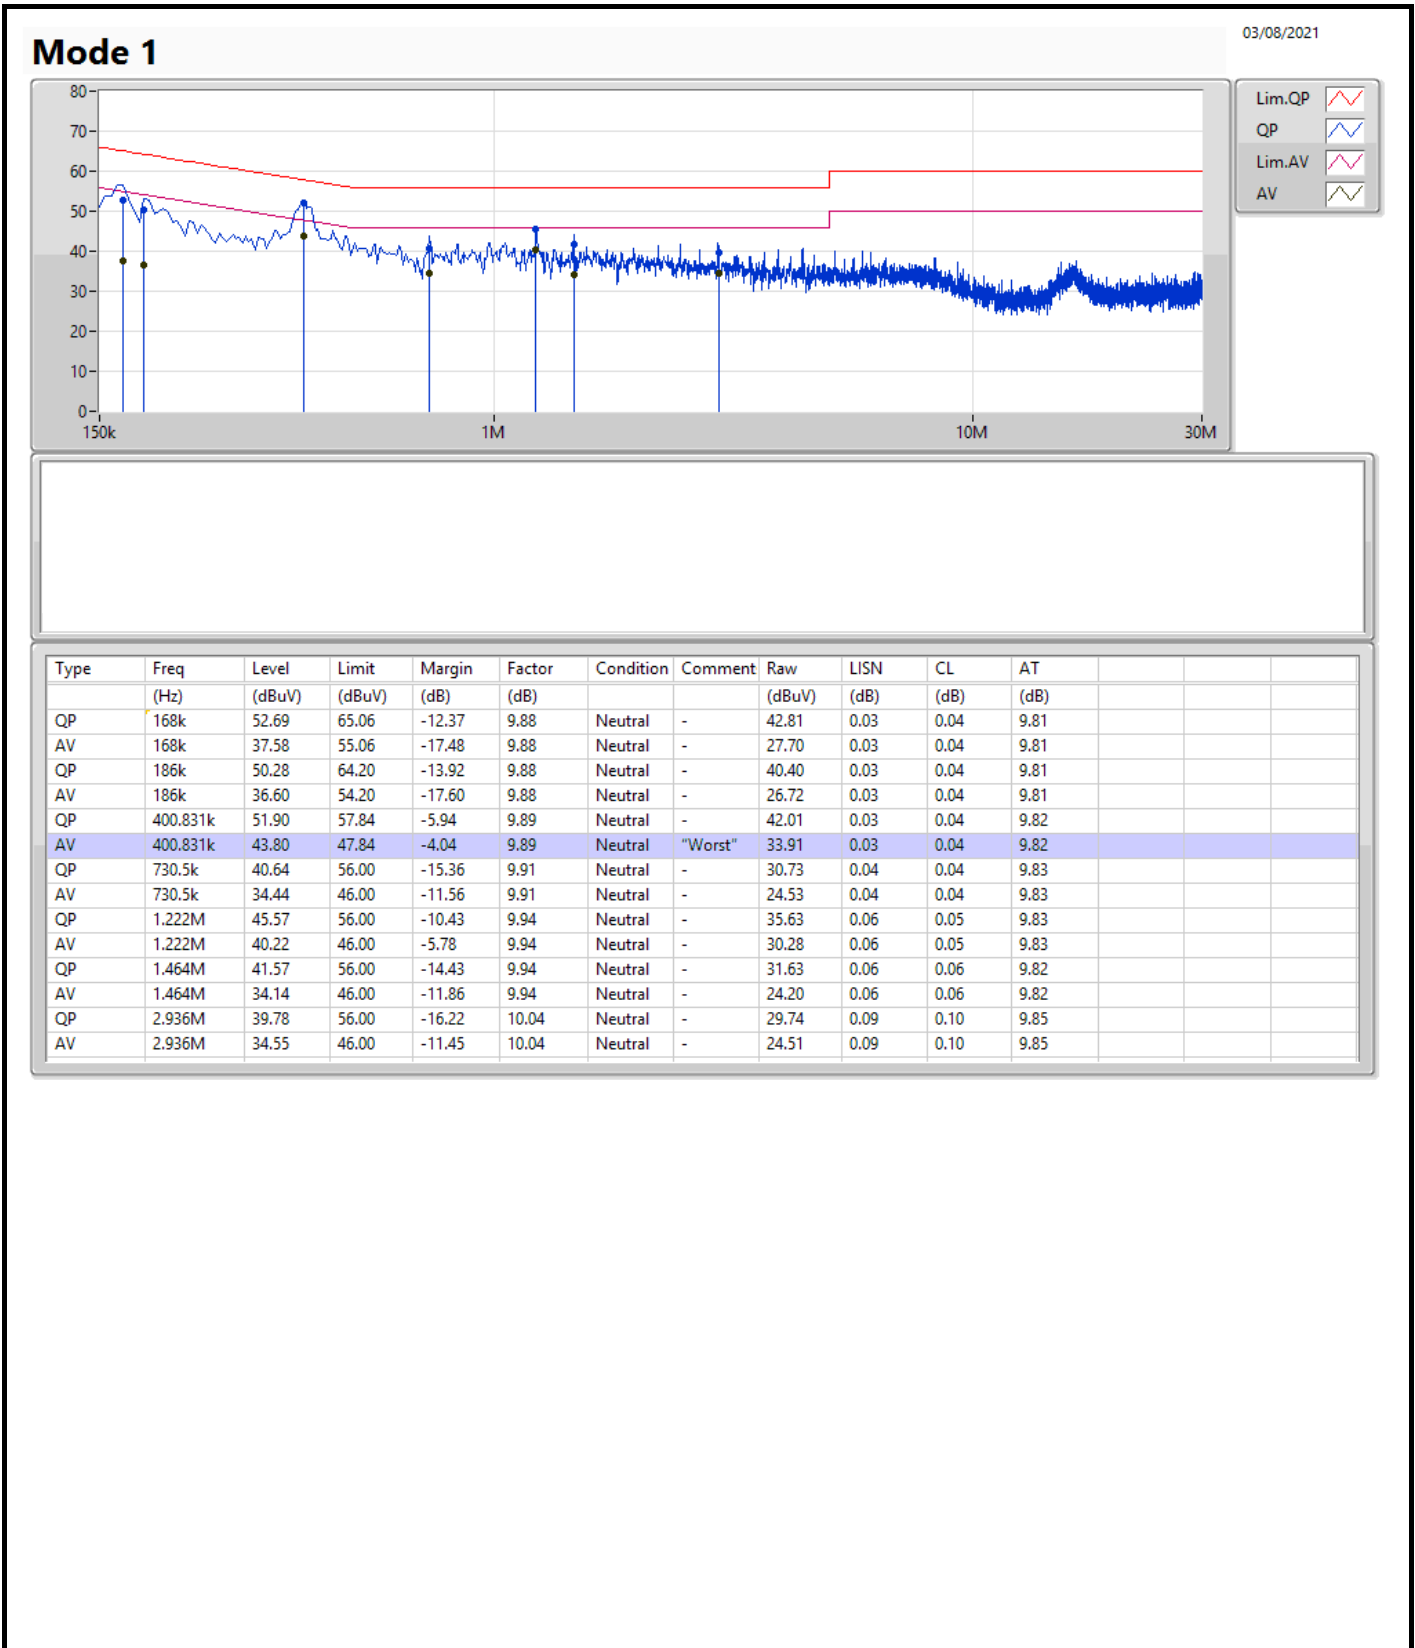 03/08/2021
Mode 1
80
70
60
50
40
30
20
10
0
150k 1M 10M 30M
Lim.QP
QP
Lim.AV
AV
Type Freq Level Limit Margin Factor Condition Comment Raw LISN CL AT
(Hz) (dBuV) (dBuV) (dB) (dB) (dBuV) (dB) (dB) (dB)
QP 168k 52.69 65.06 -12.37 9.88 Neutral - 42.81 0.03 0.04 9.81
AV 168k 37.58 55.06 -17.48 9.88 Neutral - 27.70 0.03 0.04 9.81
QP 186k 50.28 64.20 -13.92 9.88 Neutral - 40.40 0.03 0.04 9.81
AV 186k 36.60 54.20 -17.60 9.88 Neutral - 26.72 0.03 0.04 9.81
QP 400.831k 51.90 57.84 -5.94 9.89 Neutral - 42.01 0.03 0.04 9.82
AV 400.831k 43.80 47.84 -4.04 9.89 Neutral "Worst" 33.91 0.03 0.04 9.82
QP 730.5k 40.64 56.00 -15.36 9.91 Neutral - 30.73 0.04 0.04 9.83
AV 730.5k 34.44 46.00 -11.56 9.91 Neutral - 24.53 0.04 0.04 9.83
QP 1.222M 45.57 56.00 -10.43 9.94 Neutral - 35.63 0.06 0.05 9.83
AV 1.222M 40.22 46.00 -5.78 9.94 Neutral - 30.28 0.06 0.05 9.83
QP 1.464M 41.57 56.00 -14.43 9.94 Neutral - 31.63 0.06 0.06 9.82
AV 1.464M 34.14 46.00 -11.86 9.94 Neutral - 24.20 0.06 0.06 9.82
QP 2.936M 39.78 56.00 -16.22 10.04 Neutral - 29.74 0.09 0.10 9.85
AV 2.936M 34.55 46.00 -11.45 10.04 Neutral - 24.51 0.09 0.10 9.85